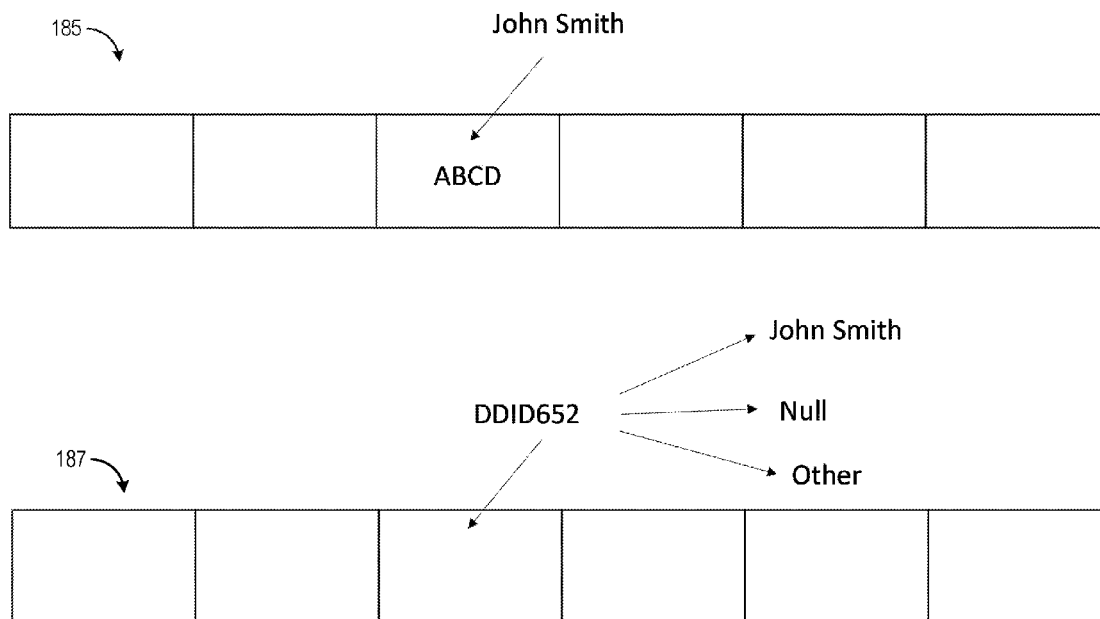 185
John Smith
ABCD
John Smith
DDID652
Null
187
Other